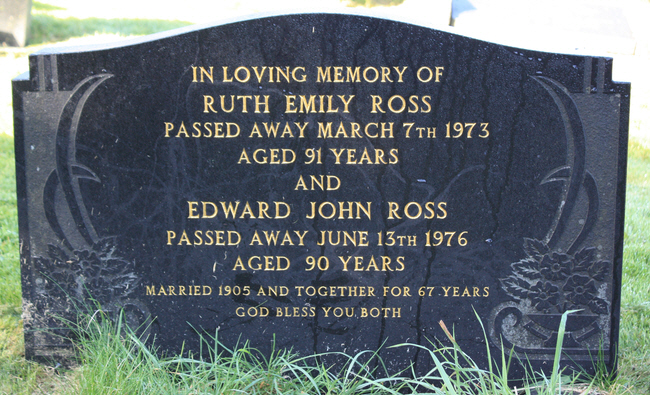 IN LOVING MEMORY OF
RUTH EMILY ROSS
PASSED AWAY MARCH 7TH 1973
AGED 91 YEARS
AND
EDWARD JOHN ROSS
PASSED AWAY JUNE 13TH 1976
AGED 90 YEARS
MARRIED 1905 AND TOGETHER FOR 67 YEARS
GOD BLESS YOU BOTH